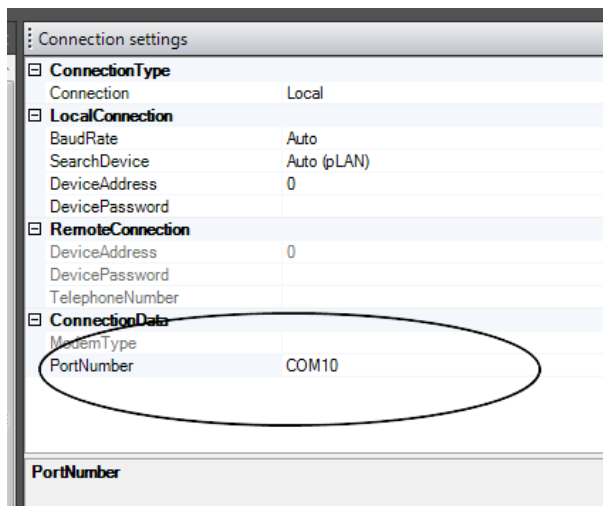 Connection settings
ConnectionType
Connection Local
LocalConnection
BaudRate Auto
SearchDevice Auto (pLAN)
DeviceAddress 0
DevicePassword
RemoteConnection
DeviceAddress 0
DevicePassword
TelephoneNumber
ConnectionData
ModemType
PortNumber COM10
PortNumber